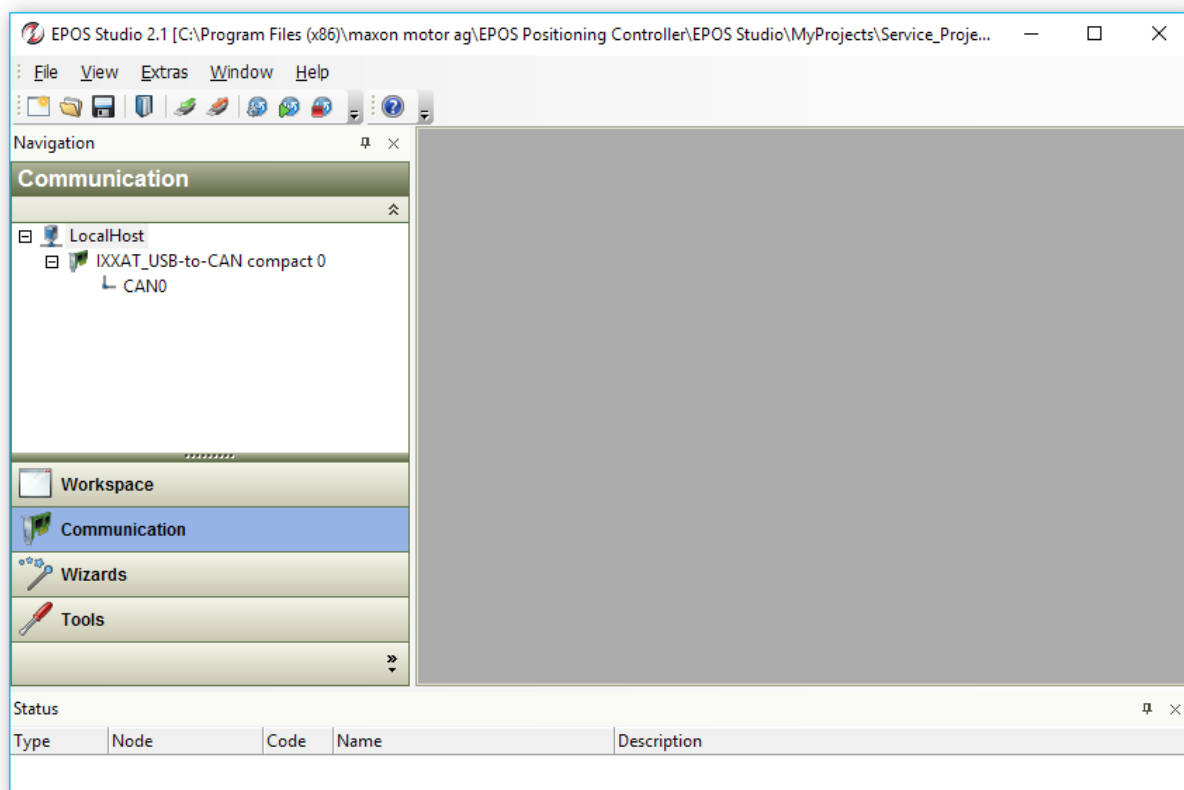 EPOS Studio 2.1 [C:\Program Files (x86)\maxon motor ag\EPOS Positioning Controller\EPOS Studio\MyProjects\Service_Proje...
File View Extras Window Help
Navigation
Communication
LocalHost
IXXAT_USB-to-CAN compact 0
CAN0
Workspace
Communication
Wizards
Tools
Status
Type Node Code Name Description